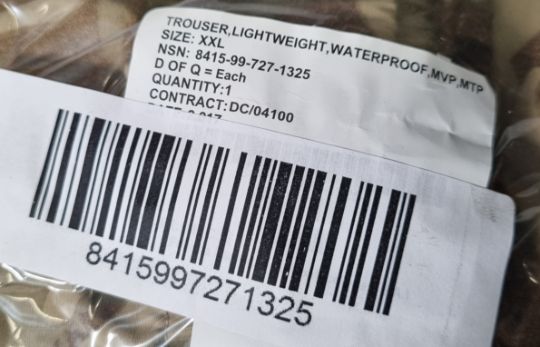 TROUSER,LIGHTWEIGHT,WATERPROOF,MVP,MTP
SIZE: XXL
NSN: 8415-99-727-1325
D OF Q = Each
QUANTITY:1
CONTRACT:DC/04100
8415997271325